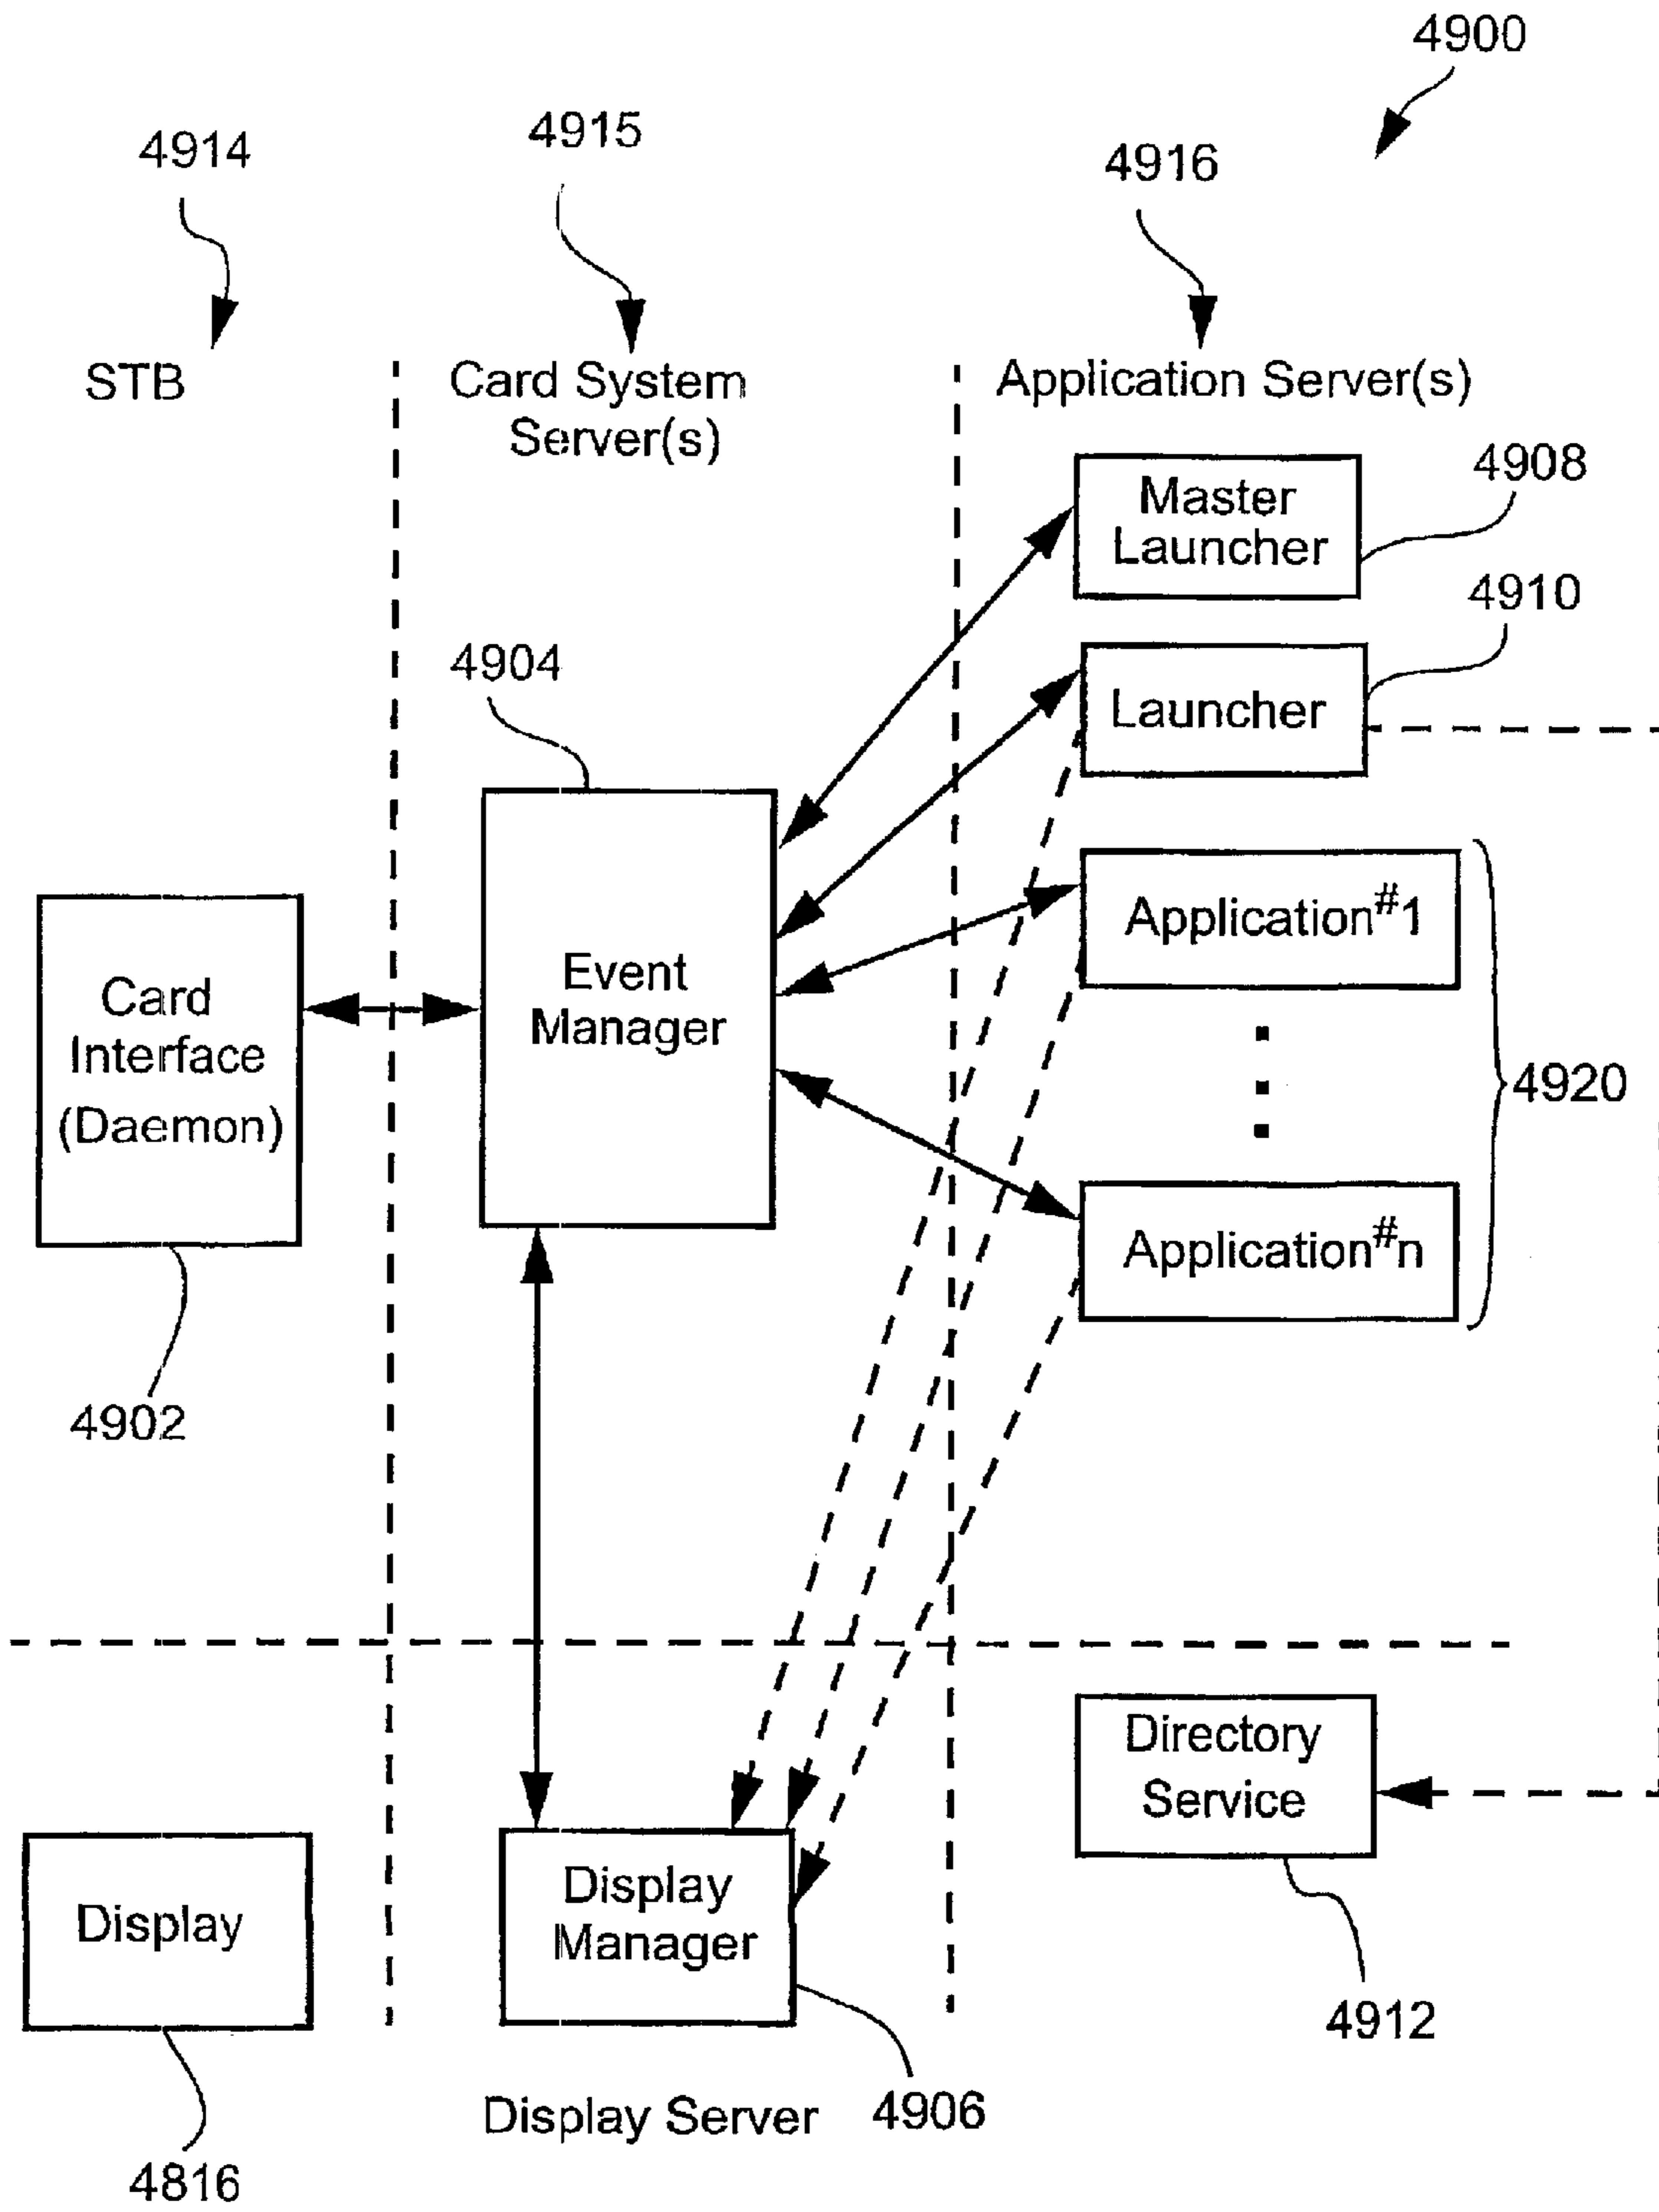 4900
4915
4914
4916
STB
Card System
Server(s)
Application Server(s)
4908
Master
Launcher
4910
4904
Launcher
Application#1
Event
Manager
Card
Interface
(Daemon)
4920
Application#n
4902
Directory
Service
Display
Display
Manager
4912
4906
Display Server
4816